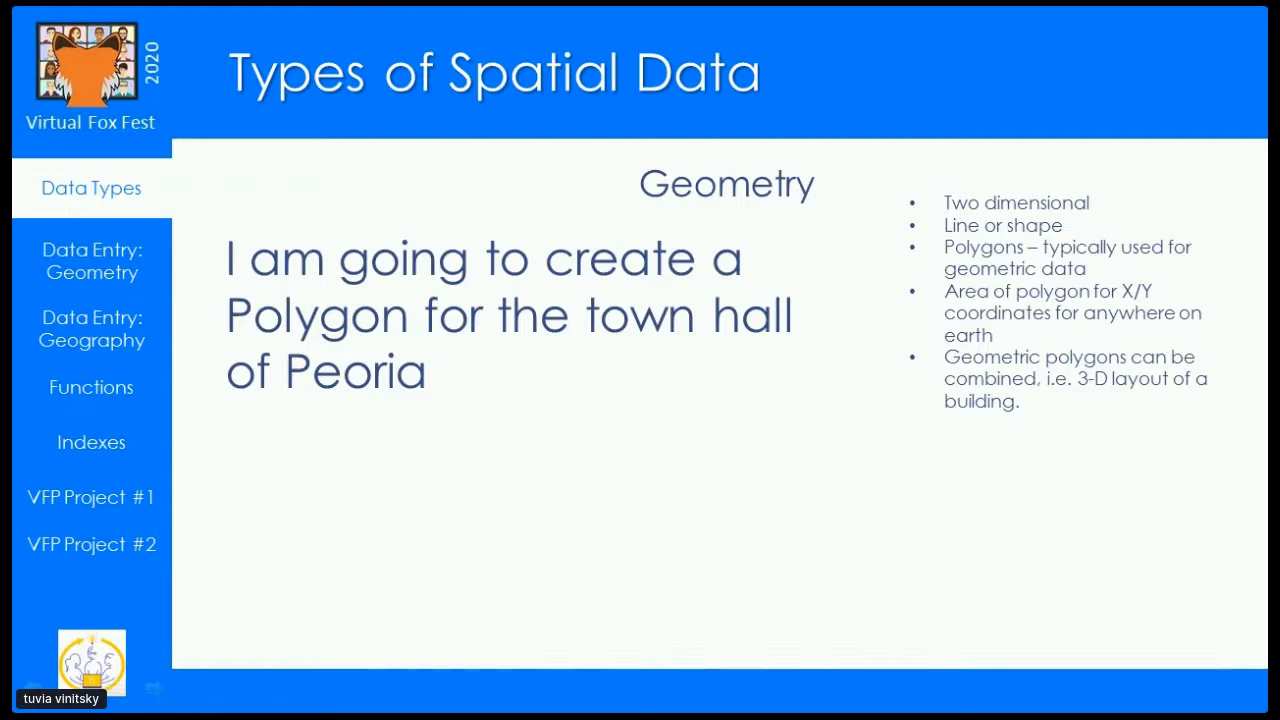 2020
Virtual Fox Fest
Types of Spatial Data
Data Types
Data Entry:
Geometry
Data Entry:
Geography
Functions
Indexes
VFP Project #1
VFP Project #2
Geometry
I am going to create a
Polygon for the town hall
of Peoria
• Two dimensional
• Line or shape
• Polygons – typically used for
geometric data
• Area of polygon for X/Y
coordinates for anywhere on
earth
• Geometric polygons can be
combined, i.e. 3-D layout of a
building.
tuvia vinitsky